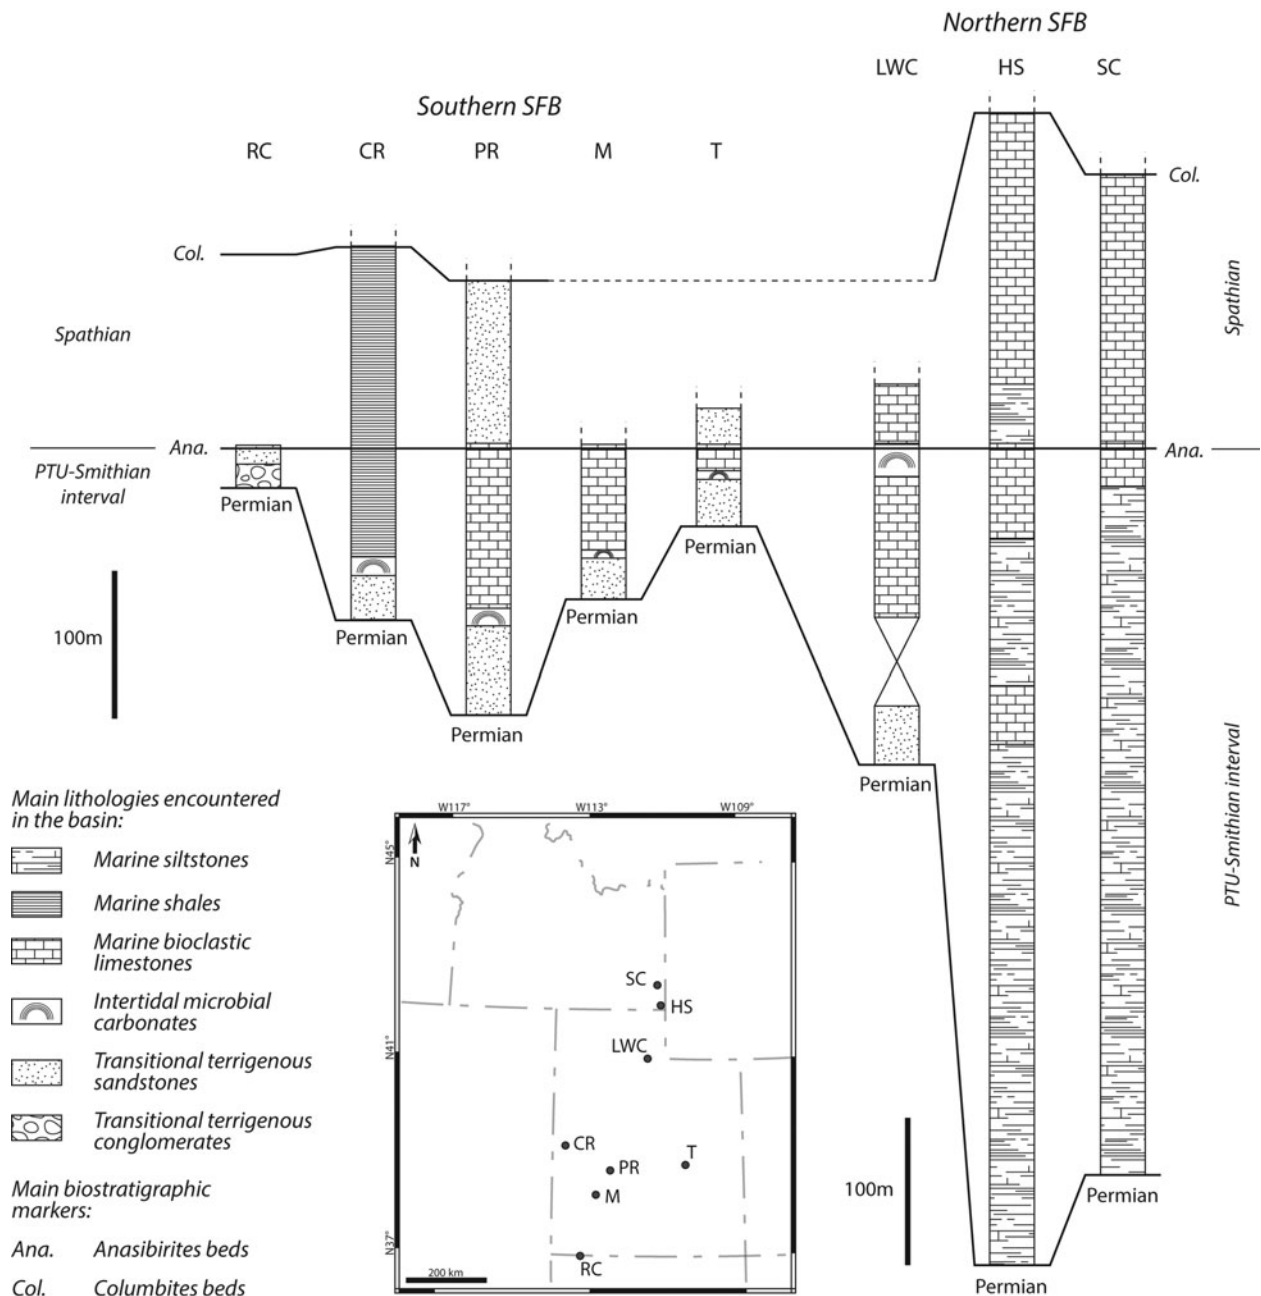 Northern SFB
LWC HS SC
Southern SFB
RC CR PR M T
Col.
Col.
Spathian
Spathian
Ana.
Ana.
PTU-Smithian
interval
PTU-Smithian interval
Permian
Permian
Permian
Permian
Permian
Permian
Permian
Permian
100m
100m
Main lithologies encountered
in the basin:
Marine siltstones
Marine shales
Marine bioclastic
limestones
Intertidal microbial
carbonates
Transitional terrigenous
sandstones
Transitional terrigenous
conglomerates
Main biostratigraphic
markers:
Ana. Anasibirites beds
Col. Columbites beds
W117° W113° W109°
N45°
N41°
N37°
N
SC
HS
LWC
CR
PR
T
M
RC
200 km